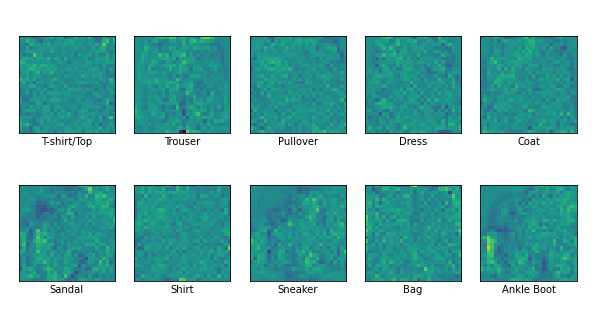 T-shirt/Top
Trouser
Pullover
Dress
Coat
Sandal
Shirt
Sneaker
Bag
Ankle Boot